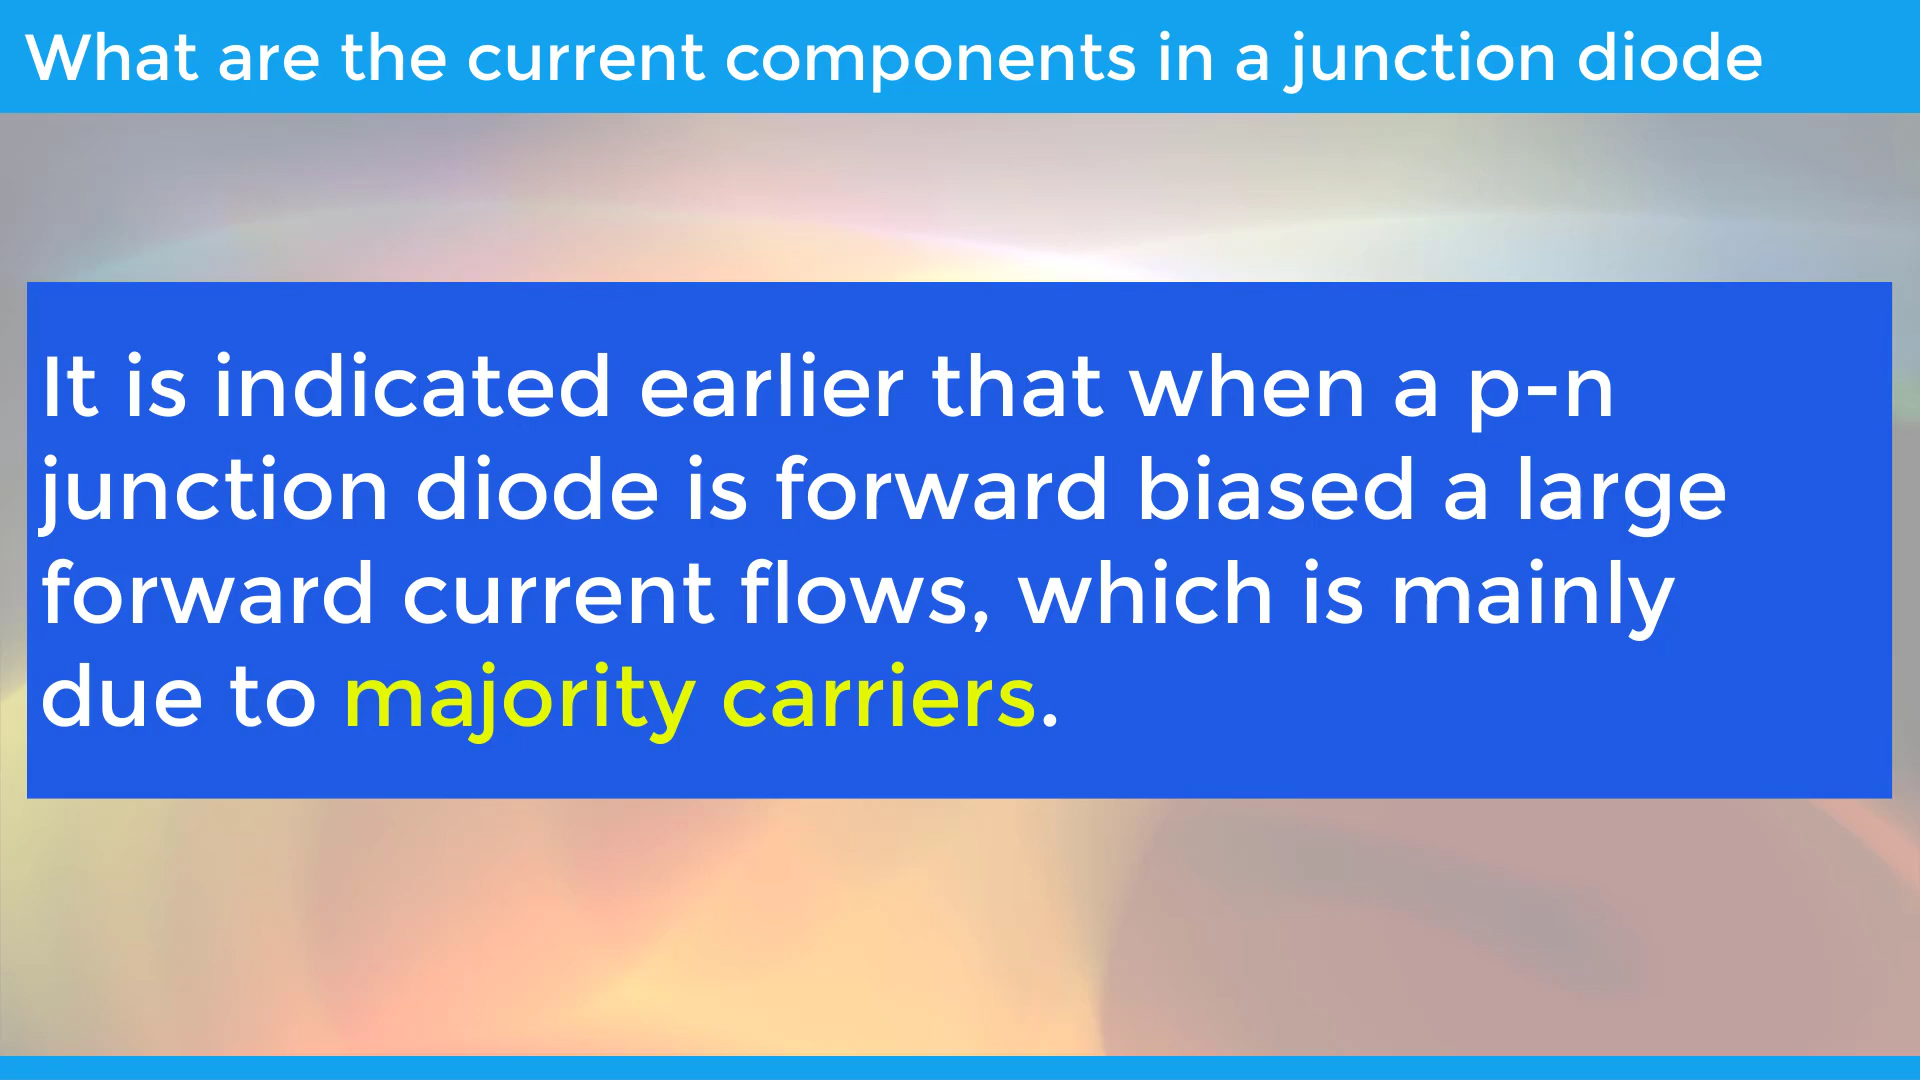 What are the current components in a junction diode
It is indicated earlier that when a p-n
junction diode is forward biased a large
forward current flows, which is mainly
due to majority carriers.